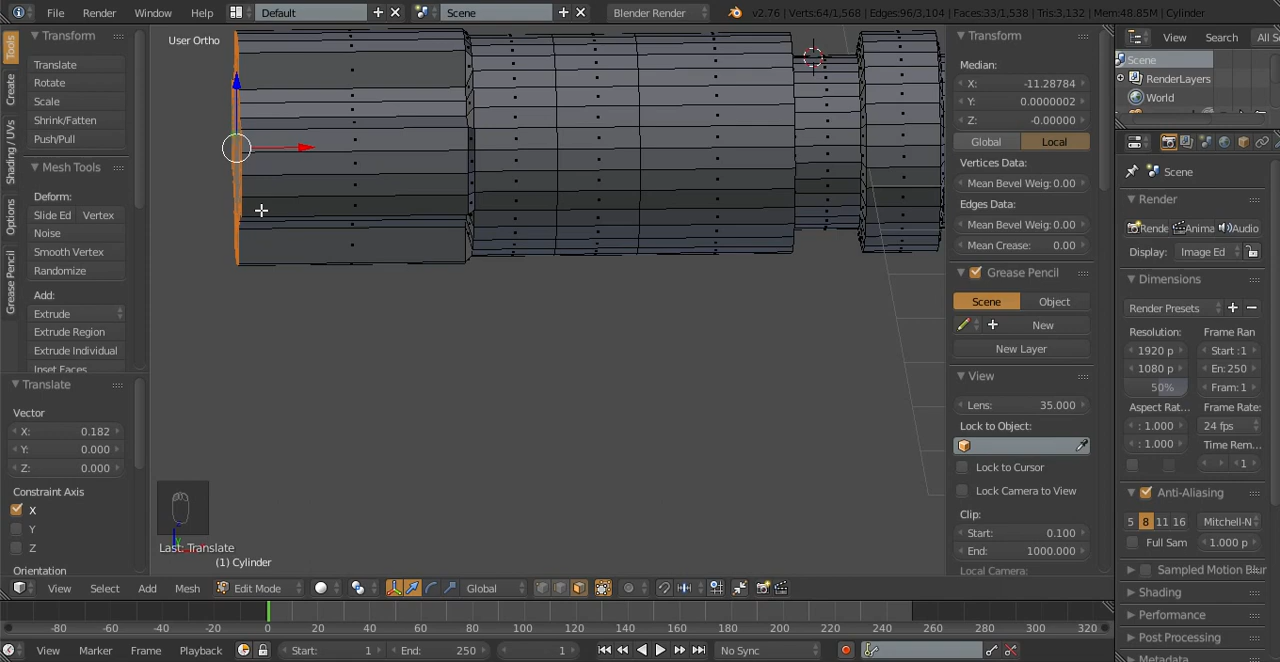 File Render Window Help Default Scene Blender Render v2.76 | Verts:64/1,568 | Edges:96/3,104 | Faces:33/1,538 | Tris:3,132 | Mem:48.85M | Cylinder
User Ortho
Tools
Create
Shading / UVs
Options
Grease Pencil
Transform
Translate
Rotate
Scale
Shrink/Fatten
Push/Pull
Mesh Tools
Deform:
Slide Ed Vertex
Noise
Smooth Vertex
Randomize
Add:
Extrude
Extrude Region
Extrude Individual
Inset Faces
Translate
Vector
X: 0.182
Y: 0.000
Z: 0.000
Constraint Axis
X
Y
Z
Orientation
Last: Translate
(1) Cylinder
Transform
Median:
X: -11.28784
Y: 0.0000002
Z: -0.00000
Global Local
Vertices Data:
Mean Bevel Weig: 0.00
Edges Data:
Mean Bevel Weig: 0.00
Mean Crease: 0.00
Grease Pencil
Scene Object
New
New Layer
View
Lens: 35.000
Lock to Object:
Lock to Cursor
Lock Camera to View
Clip:
Start: 0.100
End: 1000.000
Local Camera:
View Search All S
Scene
RenderLayers
World
Scene
Render
Rende Anima Audio
Display: Image Ed
Dimensions
Render Presets
Resolution: Frame Ran
1920 p Start :1
1080 p En: 250
50% Fram: 1
Aspect Rat... Frame Rate:
: 1.000 24 fps
: 1.000 Time Rem...
1
Anti-Aliasing
5 8 11 16 Mitchell-N
Full Sam 1.000 p
Sampled Motion Blur
Shading
Performance
Post Processing
Metadata
View Select Add Mesh Edit Mode Global
-80 -60 -40 -20 0 20 40 60 80 100 120 140 160 180 200 220 240 260 280 300 320
View Marker Frame Playback Start: 1 End: 250 1 No Sync